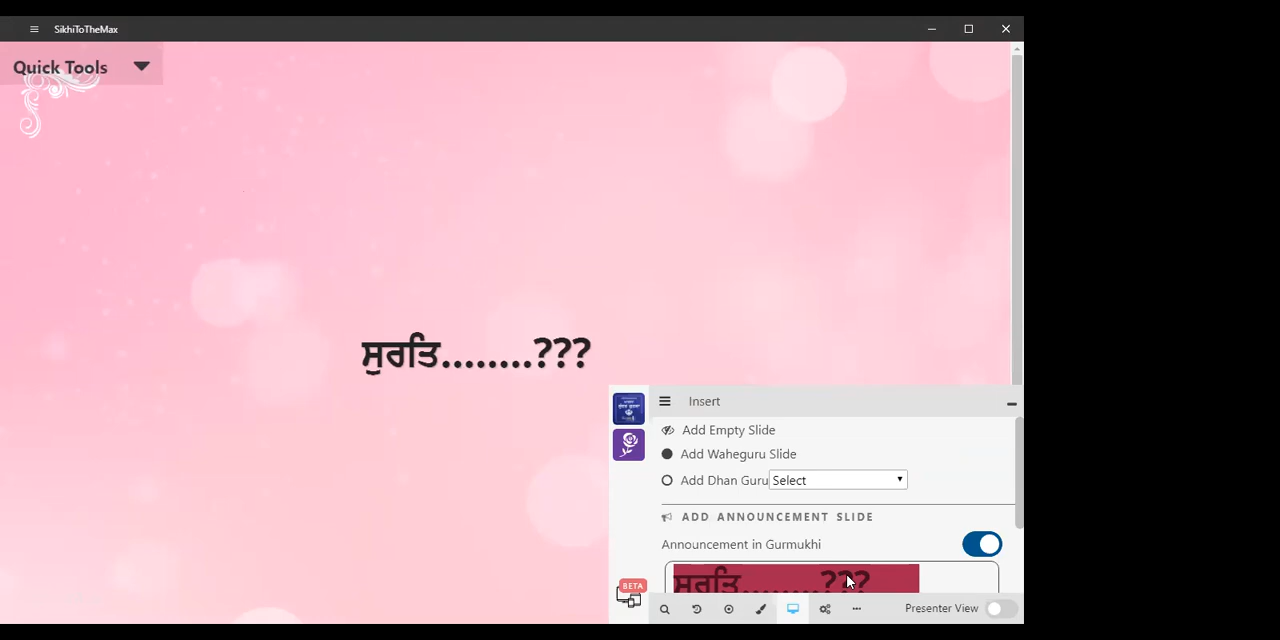 SikhiToTheMax
Quick Tools
ਸੁਰਤਿ........???
Insert
Add Empty Slide
Add Waheguru Slide
Add Dhan Guru Select
ADD ANNOUNCEMENT SLIDE
Announcement in Gurmukhi
ਸੁਰਤਿ........???
BETA
Presenter View